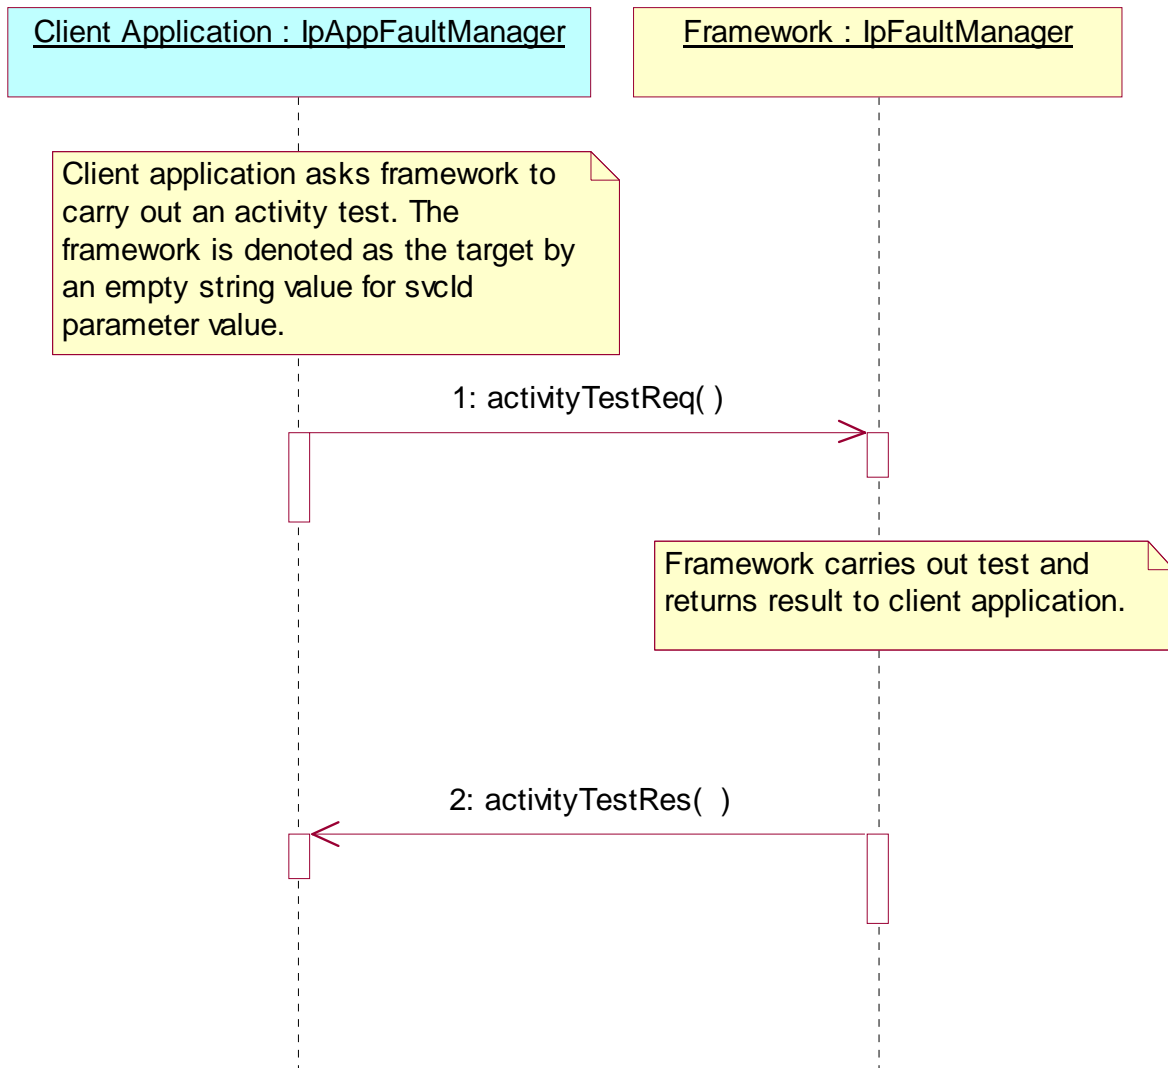 Client Application : IpAppFaultManager
Framework : IpFaultManager
Client application asks framework to
carry out an activity test. The
framework is denoted as the target by
an empty string value for svcId
parameter value.
1: activityTestReq( )
Framework carries out test and
returns result to client application.
2: activityTestRes(  )